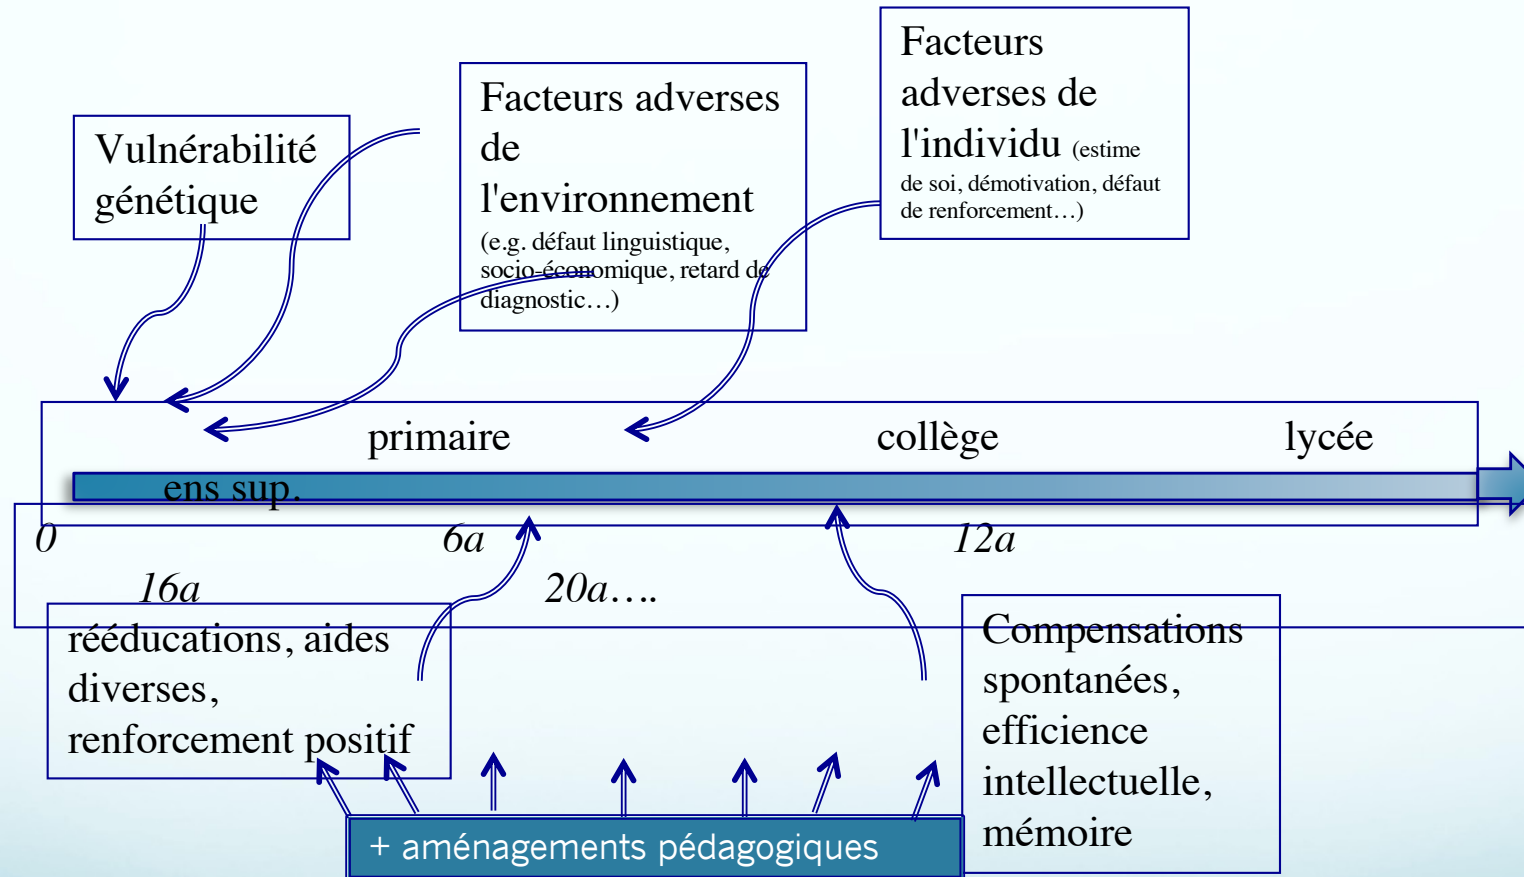 Vulnérabilité
génétique
Facteurs adverses
de
l'environnement
(e.g. défaut linguistique,
socio-économique, retard de
diagnostic…)
Facteurs
adverses de
l'individu (estime
de soi, démotivation, défaut
de renforcement…)
primaire collège lycée
ens sup.
0 6a 12a
16a 20a….
rééducations, aides
diverses,
renforcement positif
Compensations
spontanées,
efficience
intellectuelle,
mémoire
+ aménagements pédagogiques